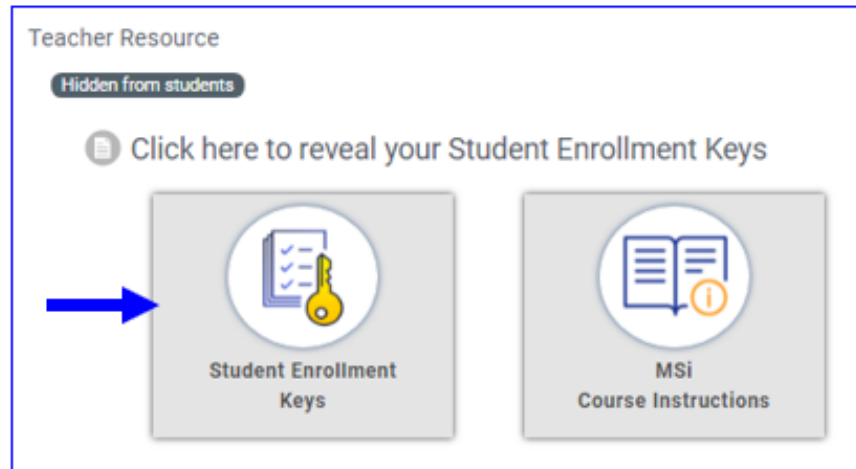 Teacher Resource
Hidden from students
Click here to reveal your Student Enrollment Keys
Student Enrollment
Keys
MSi
Course Instructions